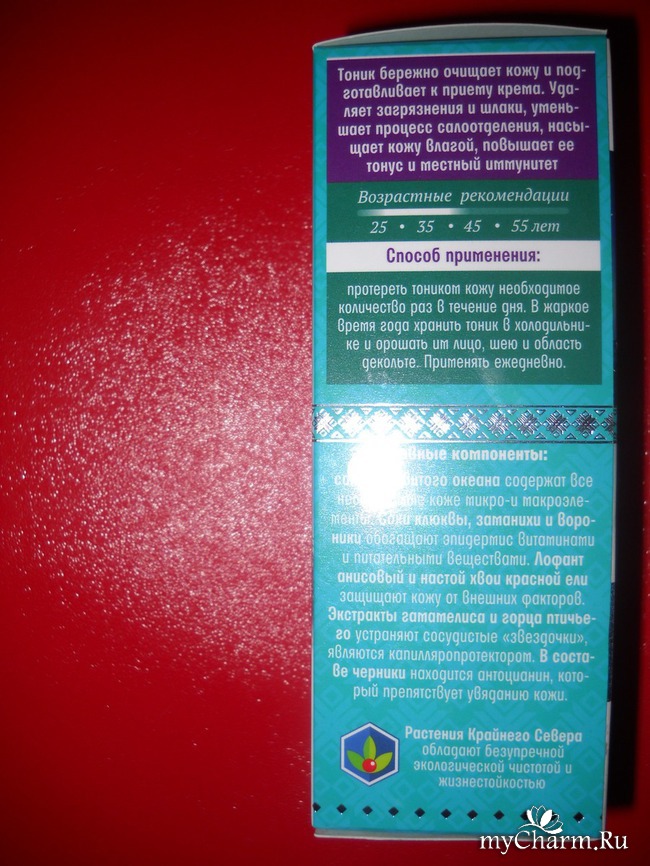 Тоник бережно очищает кожу и под-
готавливает к приему крема. Уда-
ляет загрязнения и шлаки, умень-
шает процесс салоотделения, насы-
щает кожу влагой, повышает ее
тонус и местный иммунитет
Возрастные рекомендации
25 • 35 • 45 • 55 лет
Способ применения:
протереть тоником кожу необходимое
количество раз в течение дня. В жаркое
время года хранить тоник в холодильни-
ке и орошать им лицо, шею и область
декольте. Применять ежедневно.
компоненты:
океана содержат все
коже микро-и макроэле-
менты. Соки клюквы, заманихи и воро-
ники обогащают эпидермис витаминами
и питательными веществами. Лофант
анисовый и настой хвои красной ели
защищают кожу от внешних факторов.
Экстракты гамамелиса и горца птичье-
го устраняют сосудистые «звездочки»,
являются капилляропротектором. В соста-
ве черники находится антоцианин, кото-
рый препятствует увяданию кожи.
Растения Крайнего Севера
обладают безупречной
экологической чистотой и
жизнестойкостью
myCharm.Ru